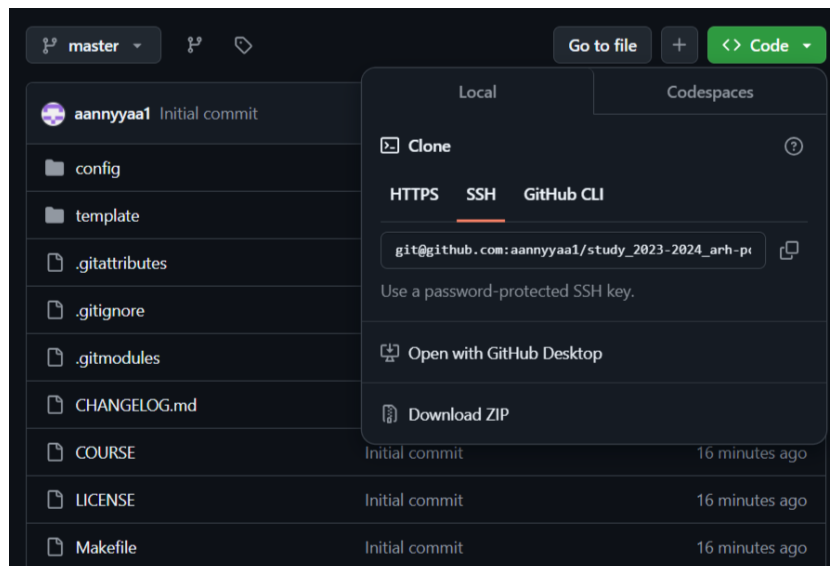 master Go to file Code
Local Codespaces
aannyyaa1 Initial commit
Clone
config
HTTPS SSH GitHub CLI
template
git@github.com:aannyyaa1/study_2023-2024_arh-pc
.gitattributes
Use a password-protected SSH key.
.gitignore
Open with GitHub Desktop
.gitmodules
CHANGELOG.md
Download ZIP
COURSE Initial commit 16 minutes ago
LICENSE Initial commit 16 minutes ago
Makefile Initial commit 16 minutes ago